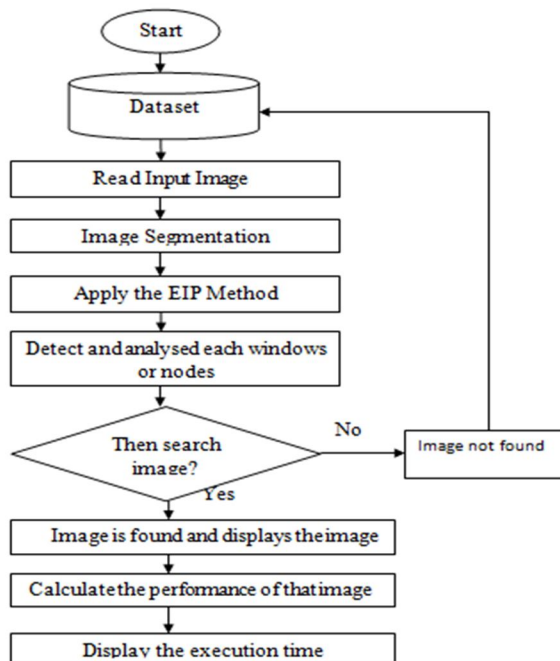 Start
Dataset
Read Input Image
Image Segmentation
Apply the EIP Method
Detect and analysed each windows
or nodes
Then search
image?
No
Image not found
Yes
Image is found and displays the image
Calculate the performance of that image
Display the execution time